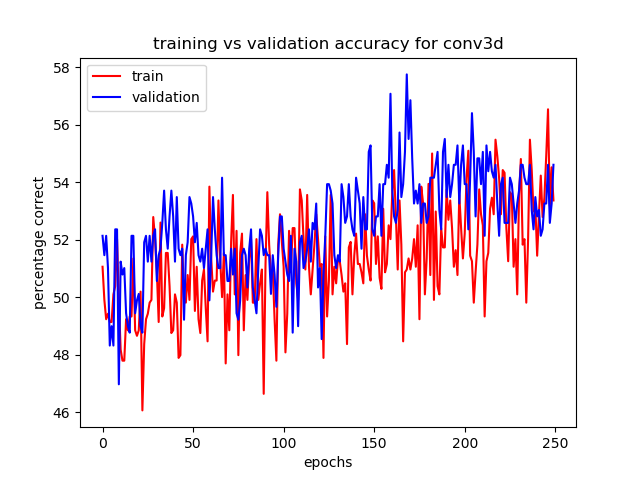 training vs validation accuracy for conv3d
train
validation
percentage correct
58
56
54
52
50
48
46
0 50 100 150 200 250
epochs